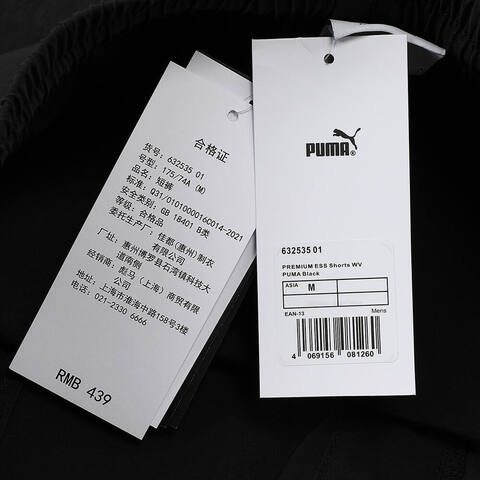 合格证
货号: 632535 01
号型: 175/74A (M)
品名: 短裤
标准: Q31/0101000016C014-2021
安全类别: GB 18401 B类
等级: 合格品
委托生产厂: 佳都(惠州)制衣
有限公司
厂址: 惠州博罗县石湾镇科技大
道西侧
经销商: 彪马(上海)商贸有限公司
地址: 上海市淮海中路158号3楼
电话: 021-2330 6666
RMB 439
PUMA®
632535 01
PREMIUM ESS Shorts WV
PUMA Black
ASIA M
EAN-13 Mens
4 069156 081260